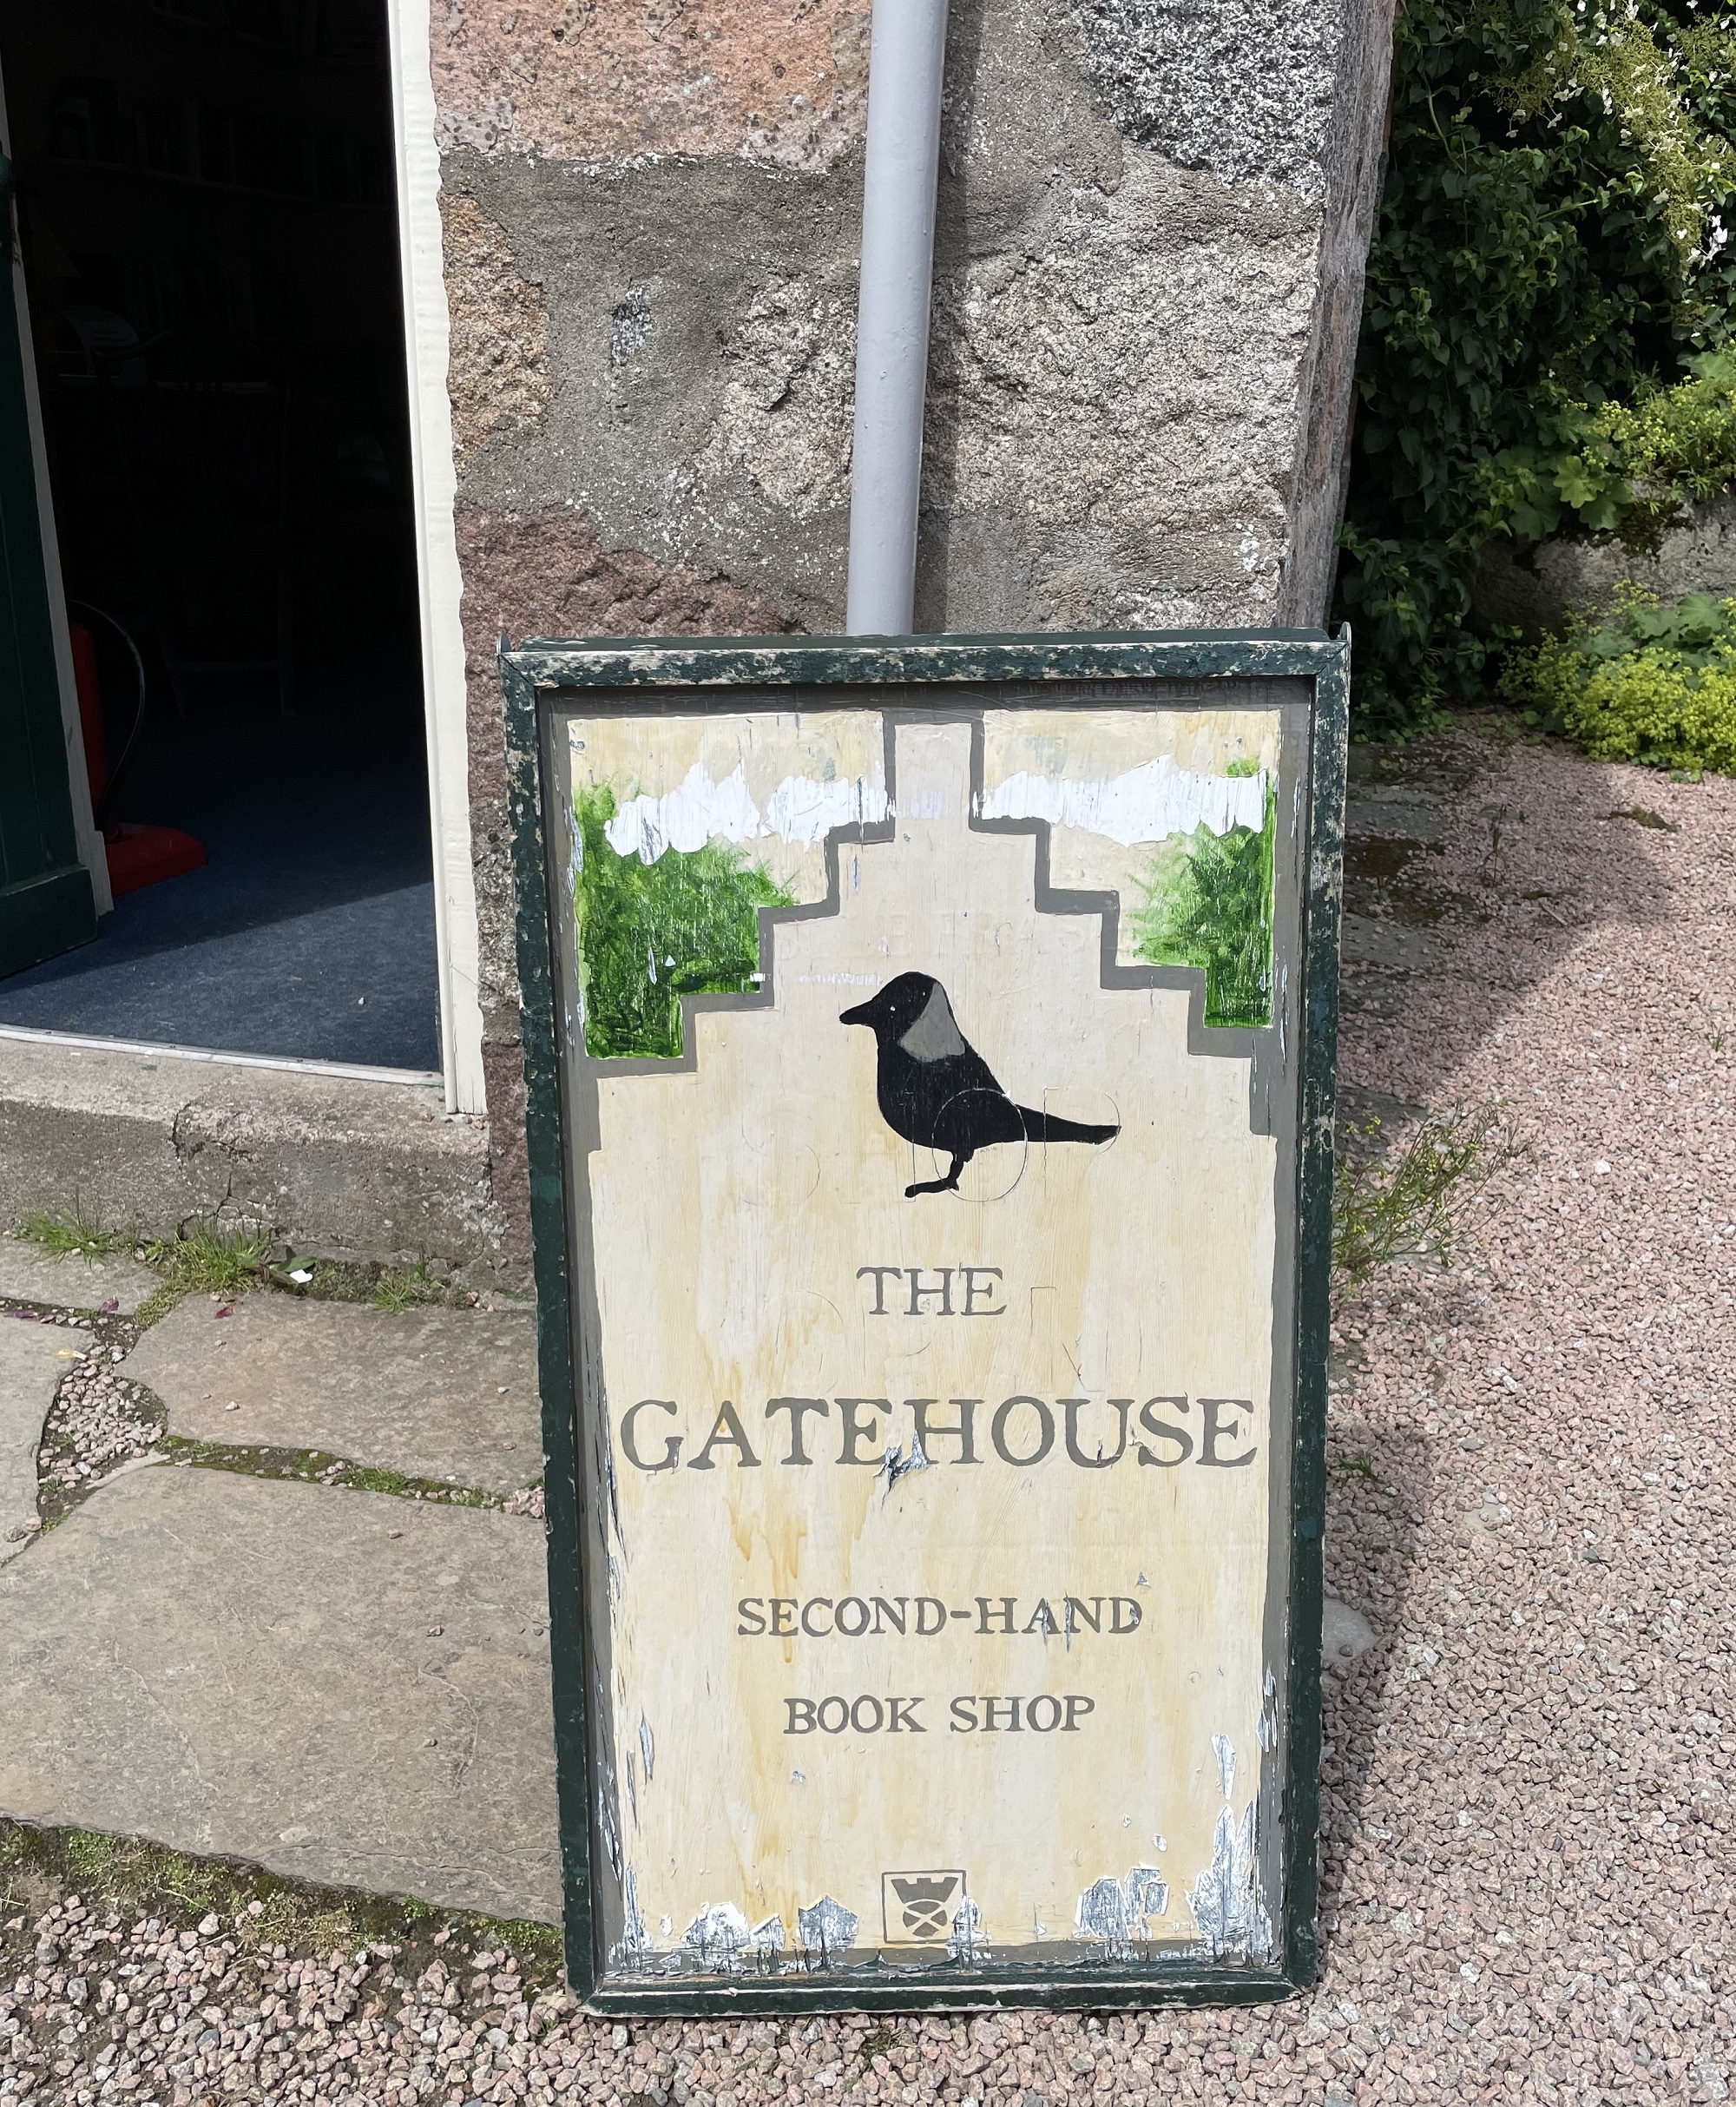 THE
GATEHOUSE
SECOND-HAND
BOOK SHOP